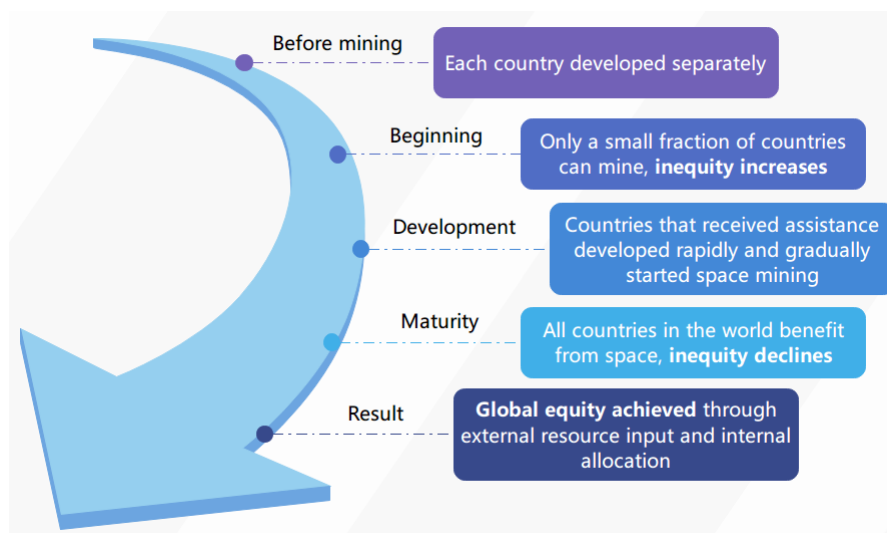 Before mining
Each country developed separately
Beginning
Only a small fraction of countries
can mine, inequity increases
Development
Countries that received assistance
developed rapidly and gradually
started space mining
Maturity
All countries in the world benefit
from space, inequity declines
Result
Global equity achieved through
external resource input and internal
allocation